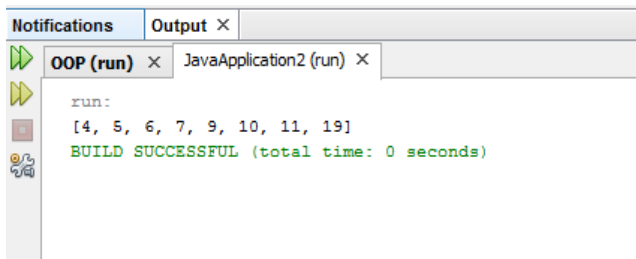 Notifications Output ×
OOP (run) × JavaApplication2 (run) ×
run:
[4, 5, 6, 7, 9, 10, 11, 19]
BUILD SUCCESSFUL (total time: 0 seconds)